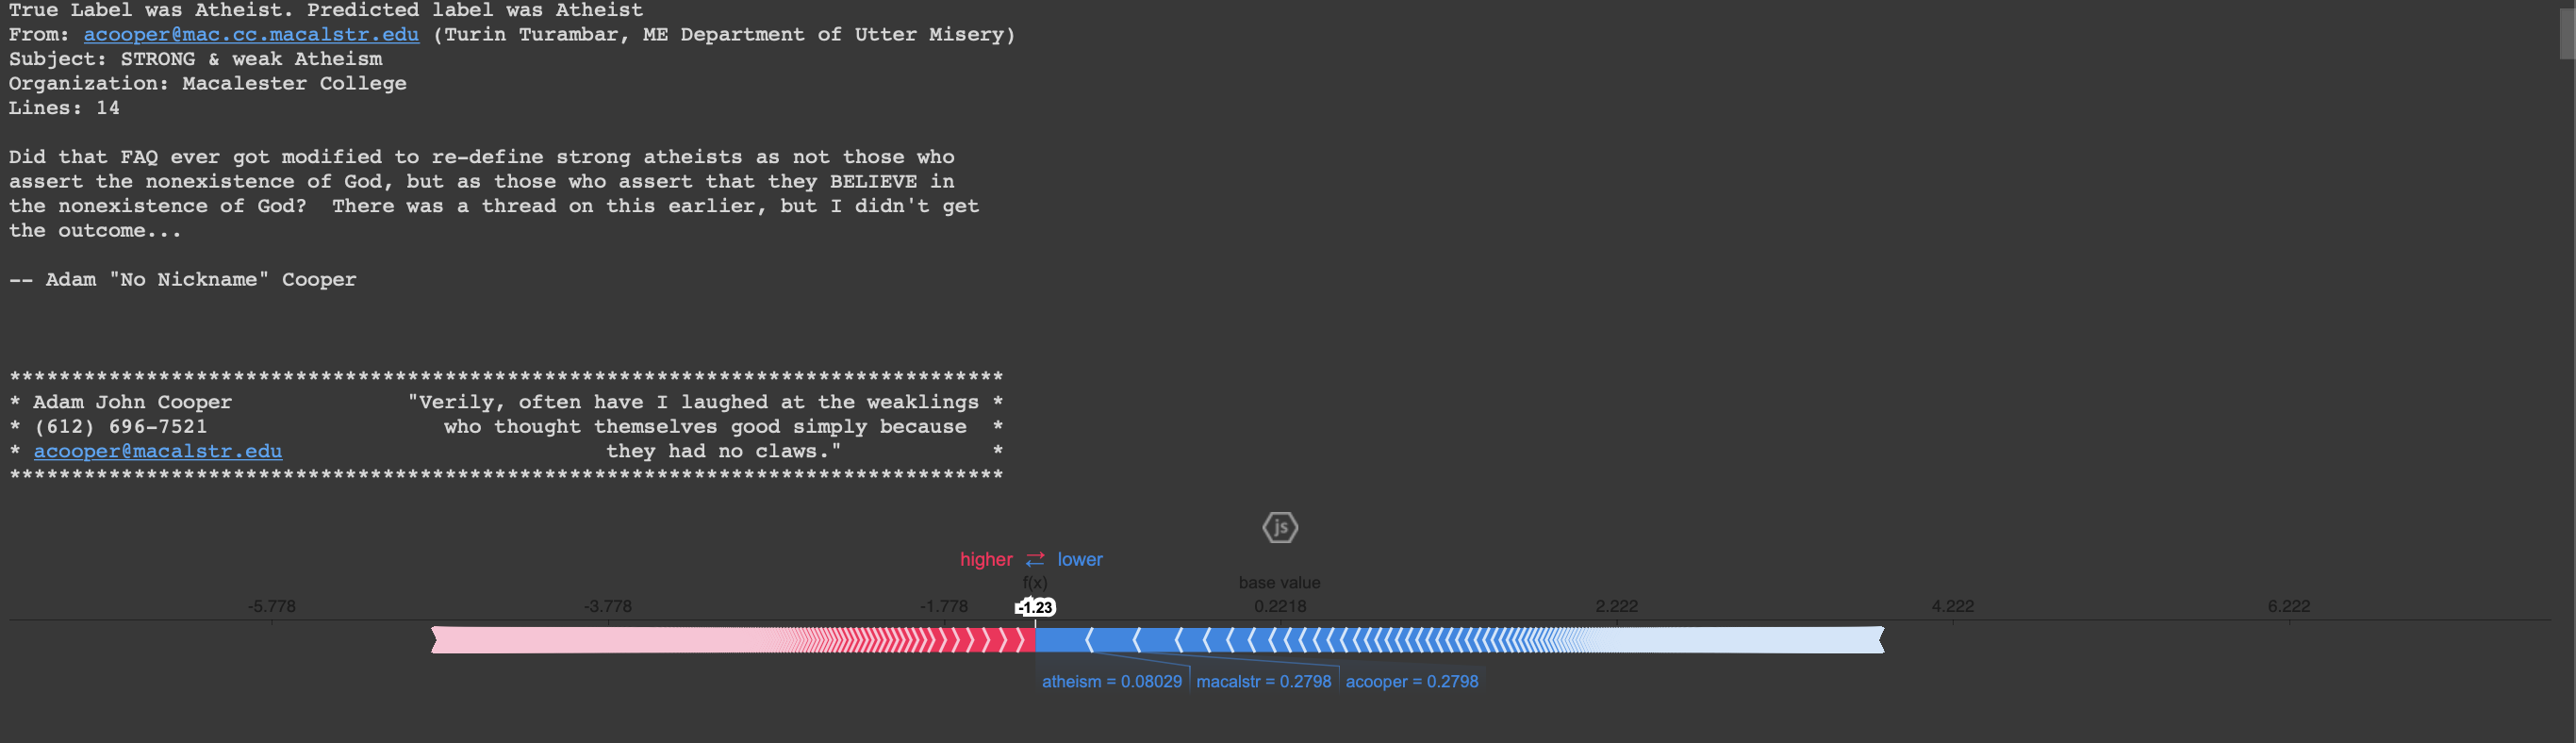 True Label was Atheist. Predicted label was Atheist
From: acooper@mac.cc.macalstr.edu (Turin Turambar, ME Department of Utter Misery)
Subject: STRONG & weak Atheism
Organization: Macalester College
Lines: 14
Did that FAQ ever got modified to re-define strong atheists as not those who
assert the nonexistence of God, but as those who assert that they BELIEVE in
the nonexistence of God?  There was a thread on this earlier, but I didn't get
the outcome...
-- Adam "No Nickname" Cooper
********************************************************************************
* Adam John Cooper "Verily, often have I laughed at the weaklings *
* (612) 696-7521 who thought themselves good simply because *
* acooper@macalstr.edu they had no claws." *
********************************************************************************
js
higher lower
f(x) base value
-5.778 -3.778 -1.778 -1.23 0.2218 2.222 4.222 6.222
atheism = 0.08029 macalstr = 0.2798 acooper = 0.2798